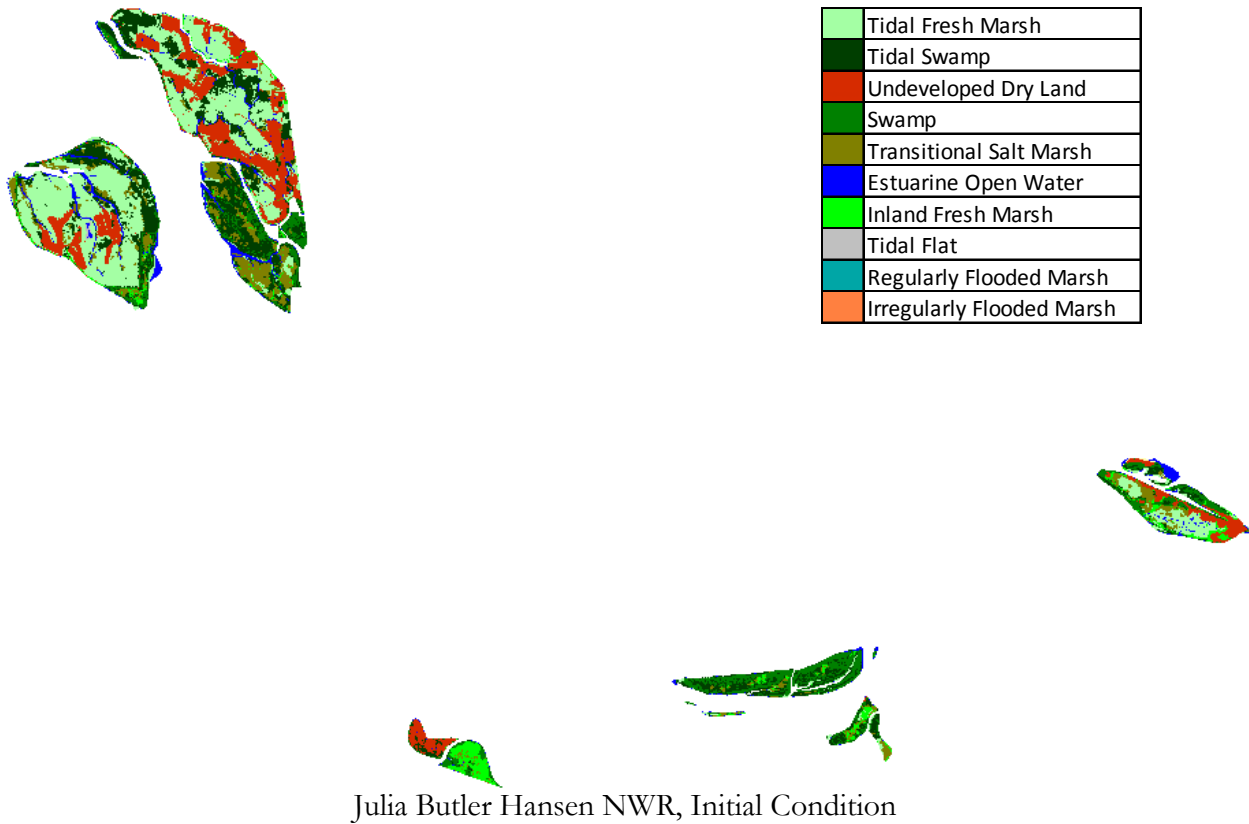 Tidal Fresh Marsh
Tidal Swamp
Undeveloped Dry Land
Swamp
Transitional Salt Marsh
Estuarine Open Water
Inland Fresh Marsh
Tidal Flat
Regularly Flooded Marsh
Irregularly Flooded Marsh
Julia Butler Hansen NWR, Initial Condition